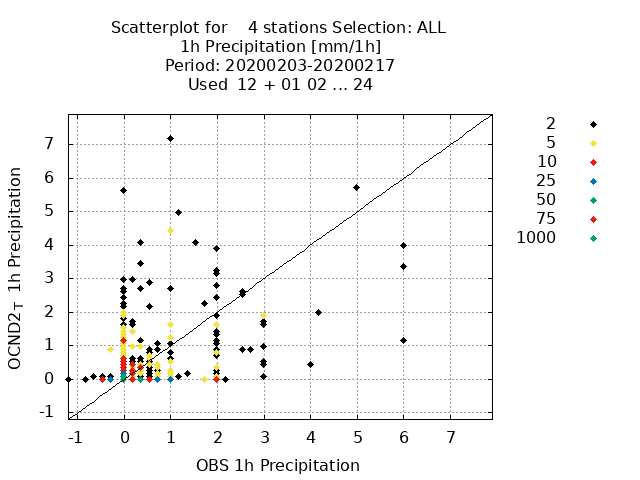 Scatterplot for    4 stations Selection: ALL
1h Precipitation [mm/1h]
Period: 20200203-20200217
Used  12 + 01 02 ... 24
OCND2T  1h Precipitation
7
6
5
4
3
2
1
0
-1
-1 0 1 2 3 4 5 6 7
OBS 1h Precipitation
2
5
10
25
50
75
1000